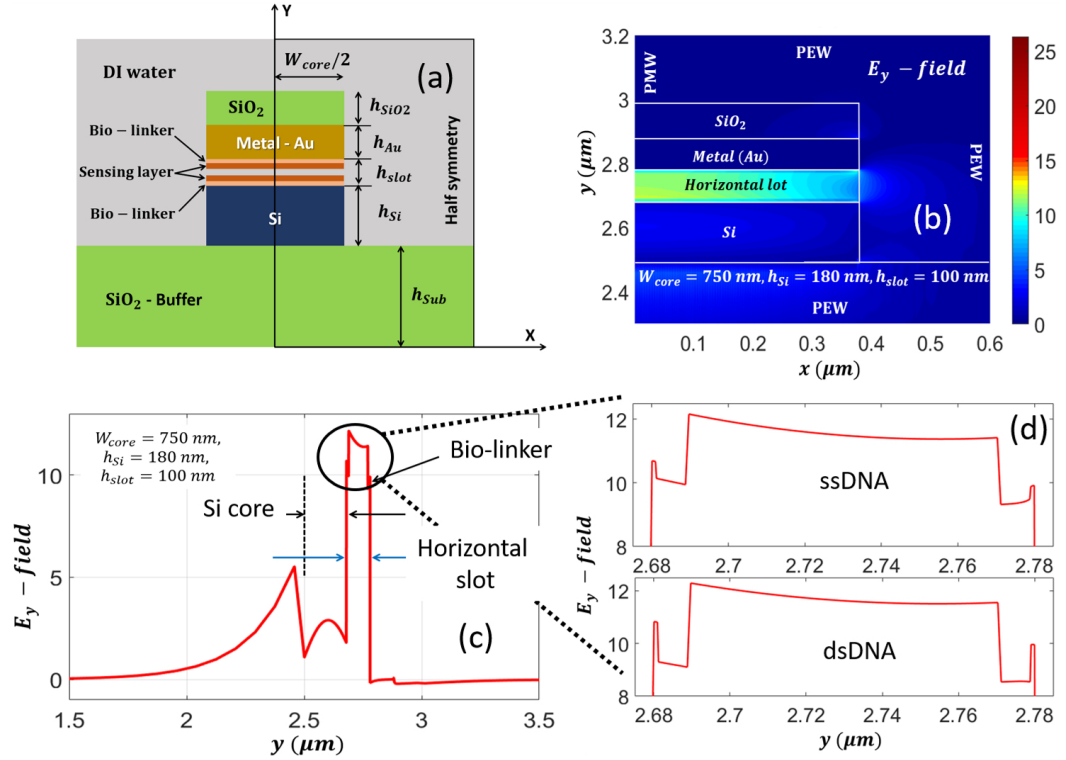 Y
DI water
W_core/2
(a)
SiO₂
h_SiO2
Bio – linker
Metal - Au
h_Au
Sensing layer
h_slot
Half symmetry
Bio – linker
Si
h_Si
SiO₂ - Buffer
h_Sub
X
3.2
3
2.8
2.6
2.4
y (μm)
PEW
PMW
E_y – field
SiO₂
Metal (Au)
Horizontal lot
PEW
(b)
Si
W_core = 750 nm, h_Si = 180 nm, h_slot = 100 nm
PEW
0.1 0.2 0.3 0.4 0.5 0.6
x (μm)
25
20
15
10
5
0
W_core = 750 nm,
h_Si = 180 nm,
h_slot = 100 nm
Bio-linker
Si core
Horizontal
slot
(c)
10
5
0
E_y – field
1.5 2 2.5 3 3.5
y (μm)
12
10
8
(d)
ssDNA
2.68 2.7 2.72 2.74 2.76 2.78
E_y – field
12
10
8
dsDNA
2.68 2.7 2.72 2.74 2.76 2.78
y (μm)